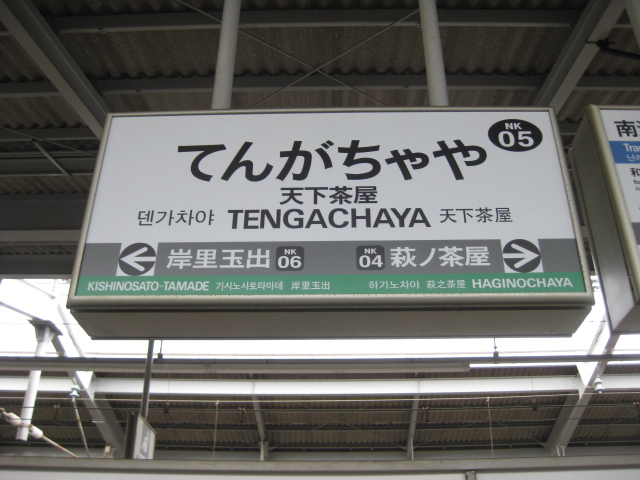 てんがちゃや
NK
05
天下茶屋
덴가차야 TENGACHAYA 天下茶屋
岸里玉出 NK 06 NK 04 萩ノ茶屋
KISHINOSATO-TAMADE 기시노사토타마데 岸里玉出 하기노차야 萩之茶屋 HAGINOCHAYA
南